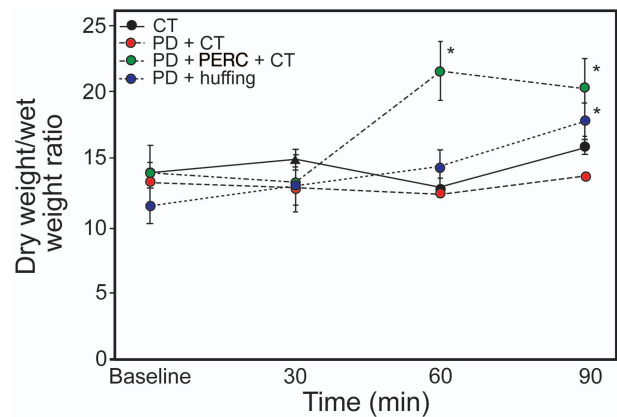 25
20
15
10
5
0
CT
PD + CT
PD + PERC + CT
PD + huffing
*
*
*
Dry weight/wet
weight ratio
Baseline 30 60 90
Time (min)